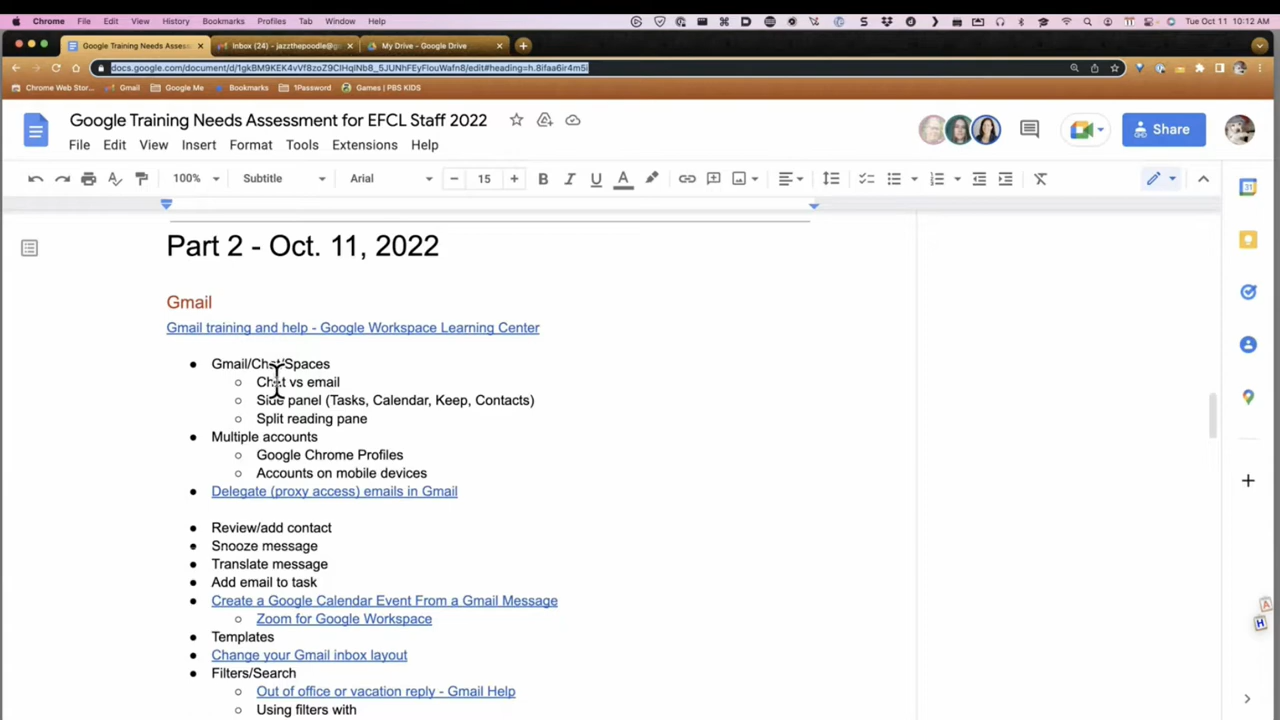 Chrome File Edit View History Bookmarks Profiles Tab Window Help Tue Oct 11 10:12 AM
Google Training Needs Assess Inbox (24) - jazzthepoodle@g My Drive - Google Drive
docs.google.com/document/d/
Chrome Web Stor... Gmail Google Me Bookmarks 1Password Games | PBS KIDS
Google Training Needs Assessment for EFCL Staff 2022
Share
File Edit View Insert Format Tools Extensions Help
100% Subtitle Arial 15
Part 2 - Oct. 11, 2022
Gmail
Gmail training and help - Google Workspace Learning Center
Gmail/Chat/Spaces
Chat vs email
Side panel (Tasks, Calendar, Keep, Contacts)
Split reading pane
Multiple accounts
Google Chrome Profiles
Accounts on mobile devices
Delegate (proxy access) emails in Gmail
Review/add contact
Snooze message
Translate message
Add email to task
Create a Google Calendar Event From a Gmail Message
Zoom for Google Workspace
Templates
Change your Gmail inbox layout
Filters/Search
Out of office or vacation reply - Gmail Help
Using filters with